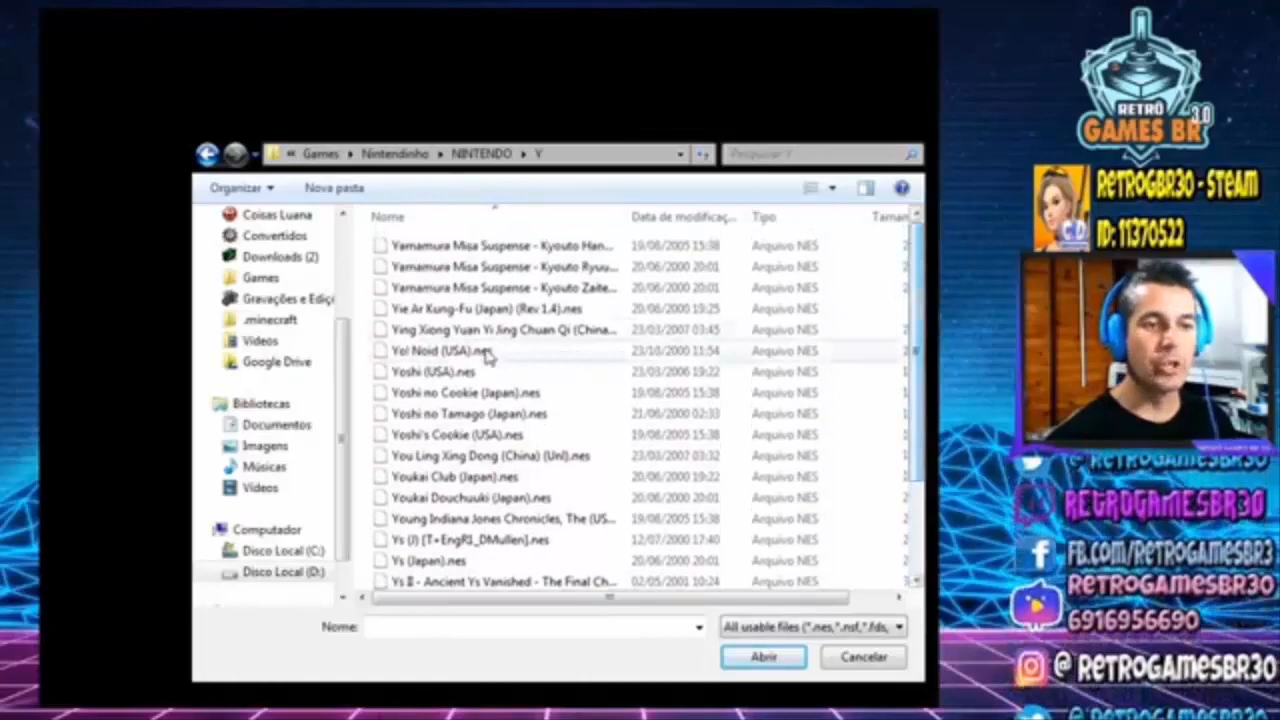 RETRÔ
GAMES BR
3.0
RETROGBR30 - STEAM
ID: 11370522
« Games ▸ Nintendinho ▸ NINTENDO ▸ Y
Pesquisar Y
Organizar
Nova pasta
Coisas Luana
Convertidos
Downloads (2)
Games
Gravações e Ediç
.minecraft
Vídeos
Google Drive
Bibliotecas
Documentos
Imagens
Músicas
Vídeos
Computador
Disco Local (C:)
Disco Local (D:)
Nome Data de modificaç... Tipo Taman
Yamamura Misa Suspense - Kyouto Han... 19/08/2005 15:38 Arquivo NES
Yamamura Misa Suspense - Kyouto Ryuu... 20/06/2000 20:01 Arquivo NES
Yamamura Misa Suspense - Kyouto Zaite... 20/06/2000 20:01 Arquivo NES
Yie Ar Kung-Fu (Japan) (Rev 1.4).nes 20/06/2000 19:25 Arquivo NES
Ying Xiong Yuan Yi Jing Chuan Qi (China... 23/03/2007 03:45 Arquivo NES
Yo! Noid (USA).nes 23/10/2000 11:54 Arquivo NES
Yoshi (USA).nes 23/03/2006 19:22 Arquivo NES
Yoshi no Cookie (Japan).nes 19/08/2005 15:38 Arquivo NES
Yoshi no Tamago (Japan).nes 21/06/2000 02:33 Arquivo NES
Yoshi's Cookie (USA).nes 19/08/2005 15:38 Arquivo NES
You Ling Xing Dong (China) (Unl).nes 23/03/2007 03:32 Arquivo NES
Youkai Club (Japan).nes 20/06/2000 19:22 Arquivo NES
Youkai Douchuuki (Japan).nes 20/06/2000 20:01 Arquivo NES
Young Indiana Jones Chronicles, The (US... 19/08/2005 15:38 Arquivo NES
Ys (J) [T+Eng RI_DMullen].nes 12/07/2000 17:40 Arquivo NES
Ys (Japan).nes 20/06/2000 20:01 Arquivo NES
Ys II - Ancient Ys Vanished - The Final Ch... 02/05/2001 10:24 Arquivo NES
Nome:
All usable files (*.nes,*.nsf,*.fds,
Abrir
Cancelar
@RETROGAMESBR30
RETROGAMESBR30
FB.COM/RETROGAMESBR3
RETROGAMESBR30
6916956690
@RETROGAMESBR30
@RETROGAMESBR30